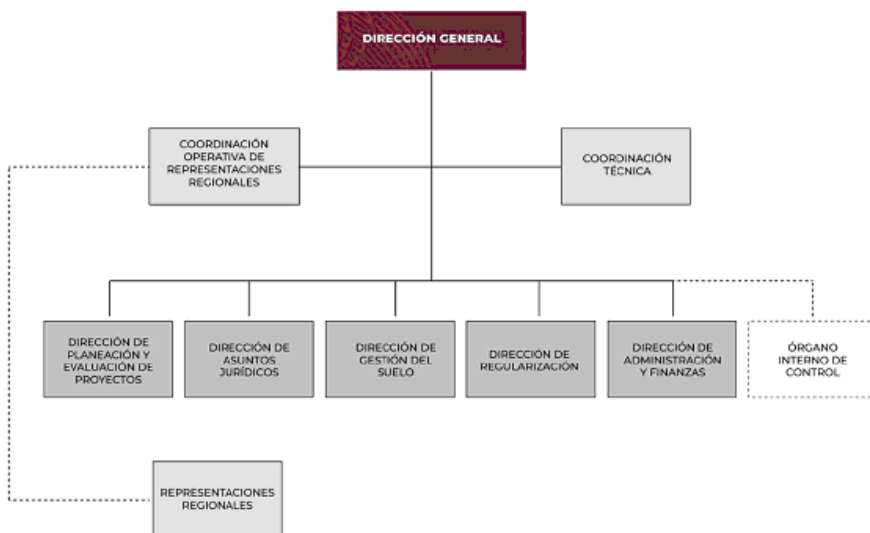 DIRECCIÓN GENERAL
COORDINACIÓN
OPERATIVA DE
REPRESENTACIONES
REGIONALES
COORDINACIÓN
TÉCNICA
DIRECCIÓN DE
PLANEACIÓN Y
EVALUACIÓN DE
PROYECTOS
DIRECCIÓN DE
ASUNTOS
JURÍDICOS
DIRECCIÓN DE
GESTIÓN DEL
SUELO
DIRECCIÓN DE
REGULARIZACIÓN
DIRECCIÓN DE
ADMINISTRACIÓN
Y FINANZAS
ÓRGANO
INTERNO DE
CONTROL
REPRESENTACIONES
REGIONALES